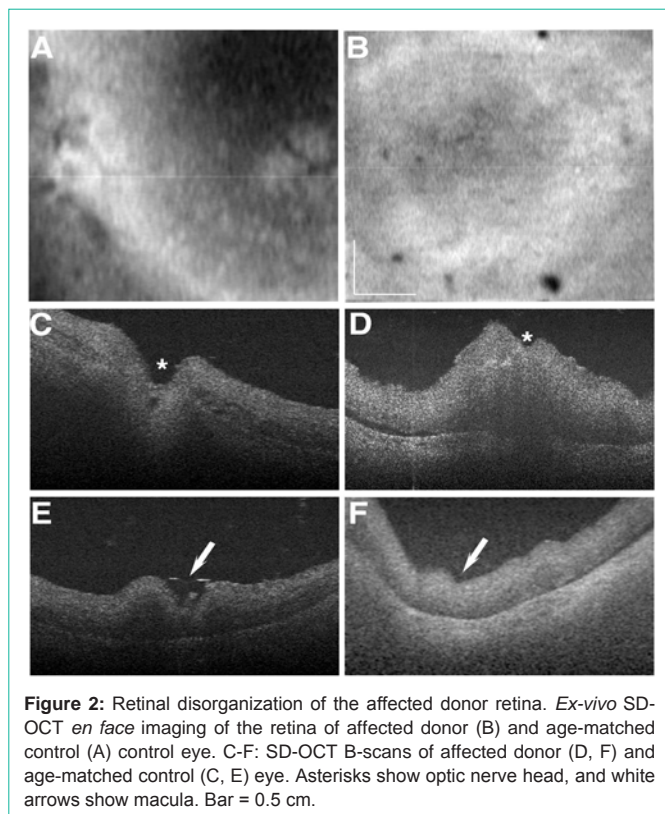 A
B
C
*
D
*
E
F
Figure 2: Retinal disorganization of the affected donor retina. Ex-vivo SD-
OCT en face imaging of the retina of affected donor (B) and age-matched
control (A) control eye. C-F: SD-OCT B-scans of affected donor (D, F) and
age-matched control (C, E) eye. Asterisks show optic nerve head, and white
arrows show macula. Bar = 0.5 cm.